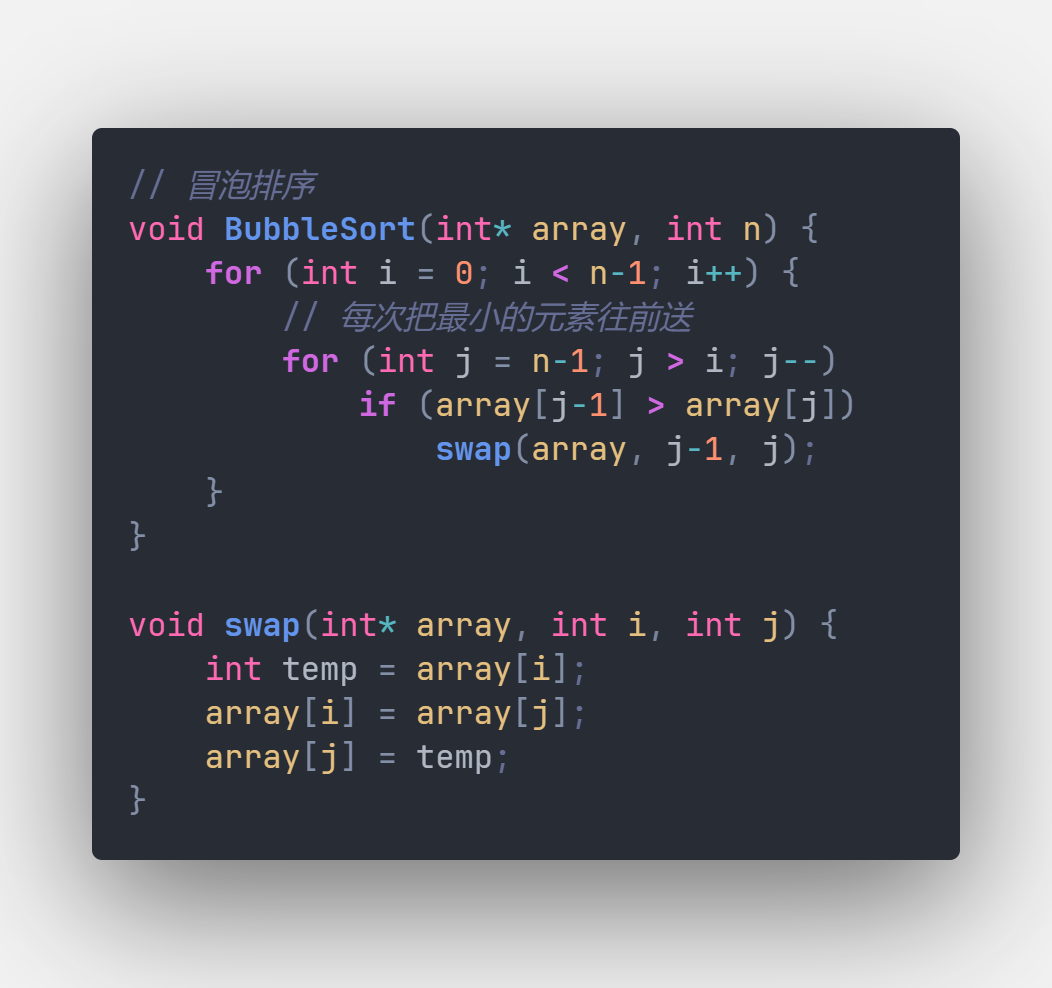 // 冒泡排序
void BubbleSort(int* array, int n) {
    for (int i = 0; i < n-1; i++) {
        // 每次把最小的元素往前送
        for (int j = n-1; j > i; j--)
            if (array[j-1] > array[j])
                swap(array, j-1, j);
    }
}

void swap(int* array, int i, int j) {
    int temp = array[i];
    array[i] = array[j];
    array[j] = temp;
}